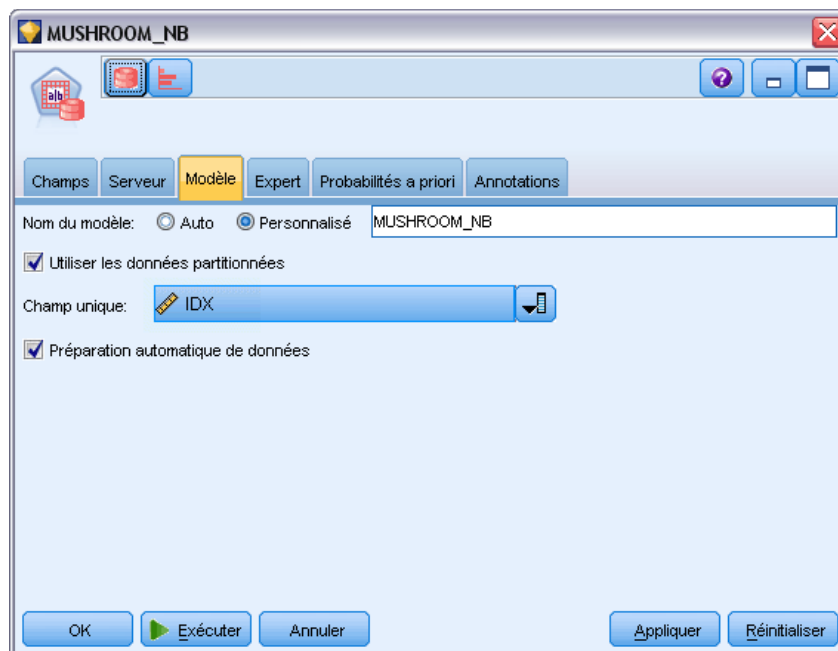 MUSHROOM_NB
a|b
Champs Serveur Modèle Expert Probabilités a priori Annotations
Nom du modèle: Auto Personnalisé MUSHROOM_NB
Utiliser les données partitionnées
Champ unique: IDX
Préparation automatique de données
OK Exécuter Annuler Appliquer Réinitialiser